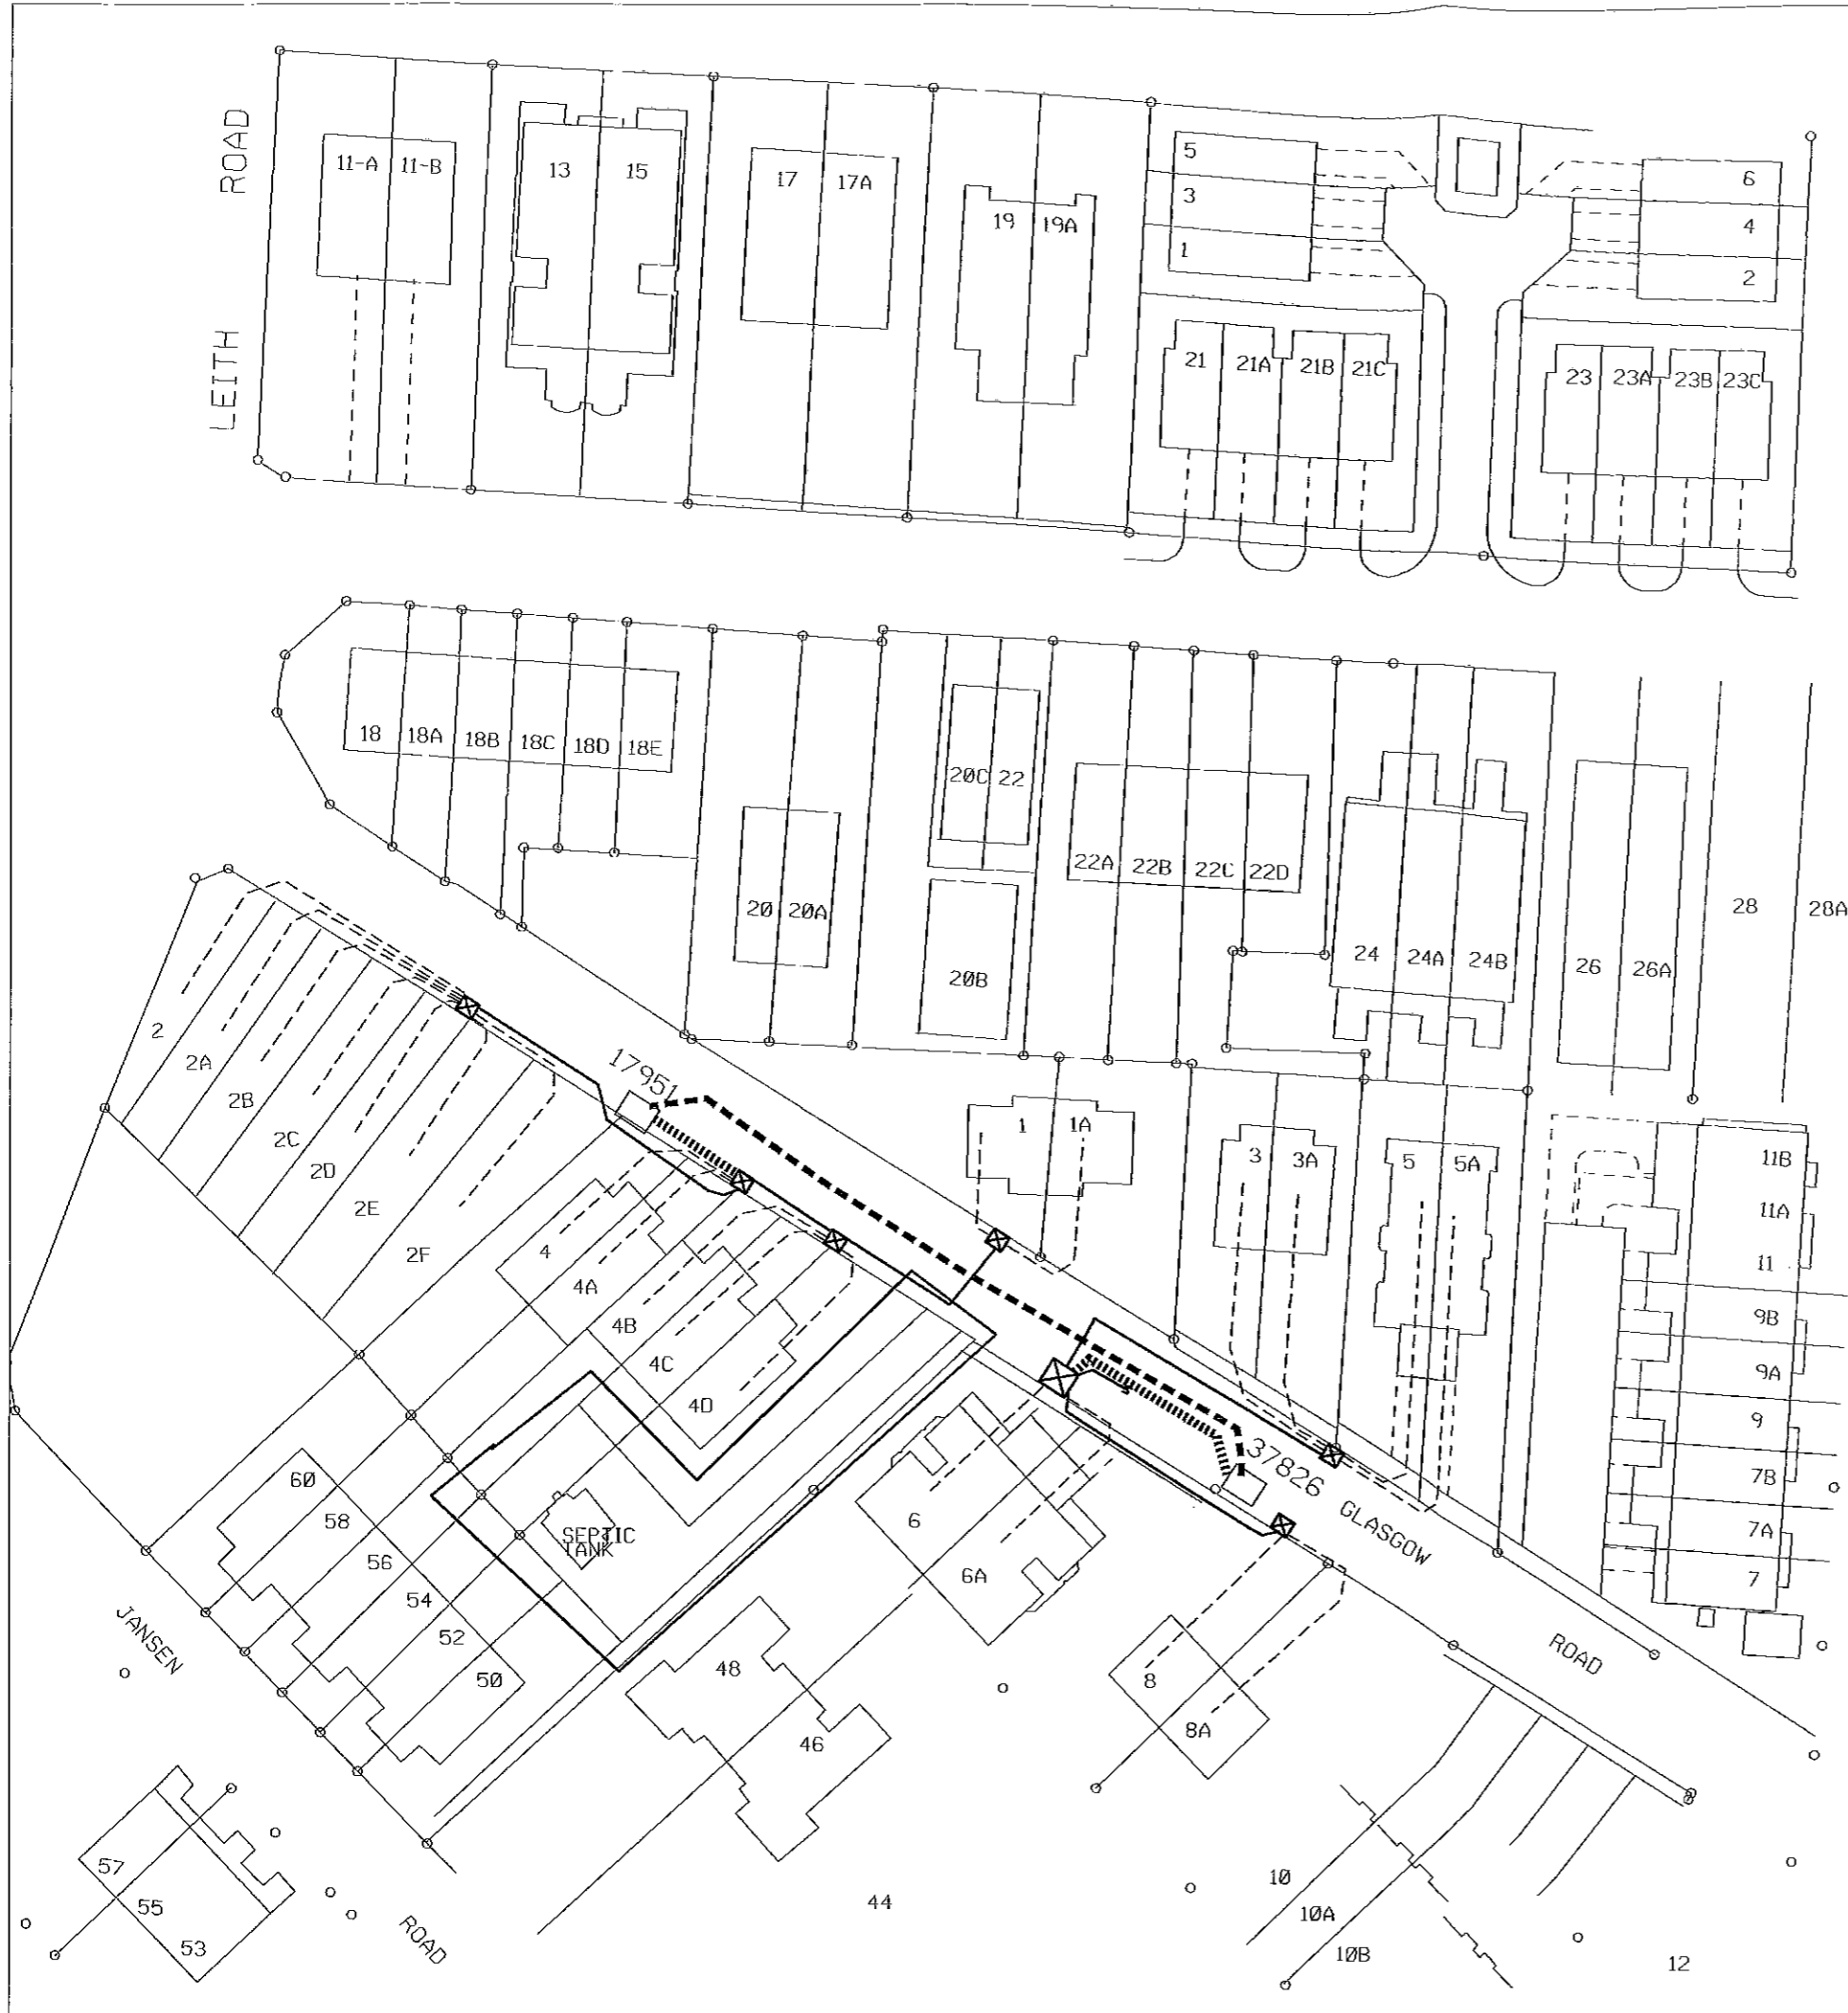 LEITH ROAD
11-A 11-B 13 15 17 17A 19 19A
5 6
3 4
1 2
21 21A 21B 21C 23 23A 23B 23C
18 18A 18B 18C 18D 18E
20C 22
22A 22B 22C 22D
20 20A
20B
24 24A 24B
26 26A
28 28A
2
2A
2B
2C
2D
2E
2F
17951
1 1A
3 3A
5 5A
11B
11A
11
9B
9A
9
7B
7A
7
4
4A
4B
4C
4D
37826
GLASGOW ROAD
60
58
56
54
52
50
SEPTIC
TANK
6
6A
8
8A
48
46
44
JANSEN ROAD
57
55
53
10
10A
10B
12